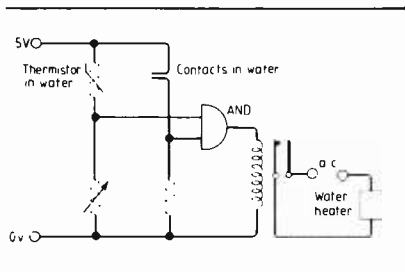 5V
Thermistor
in water
Contacts in water
AND
a c
Water
heater
0v